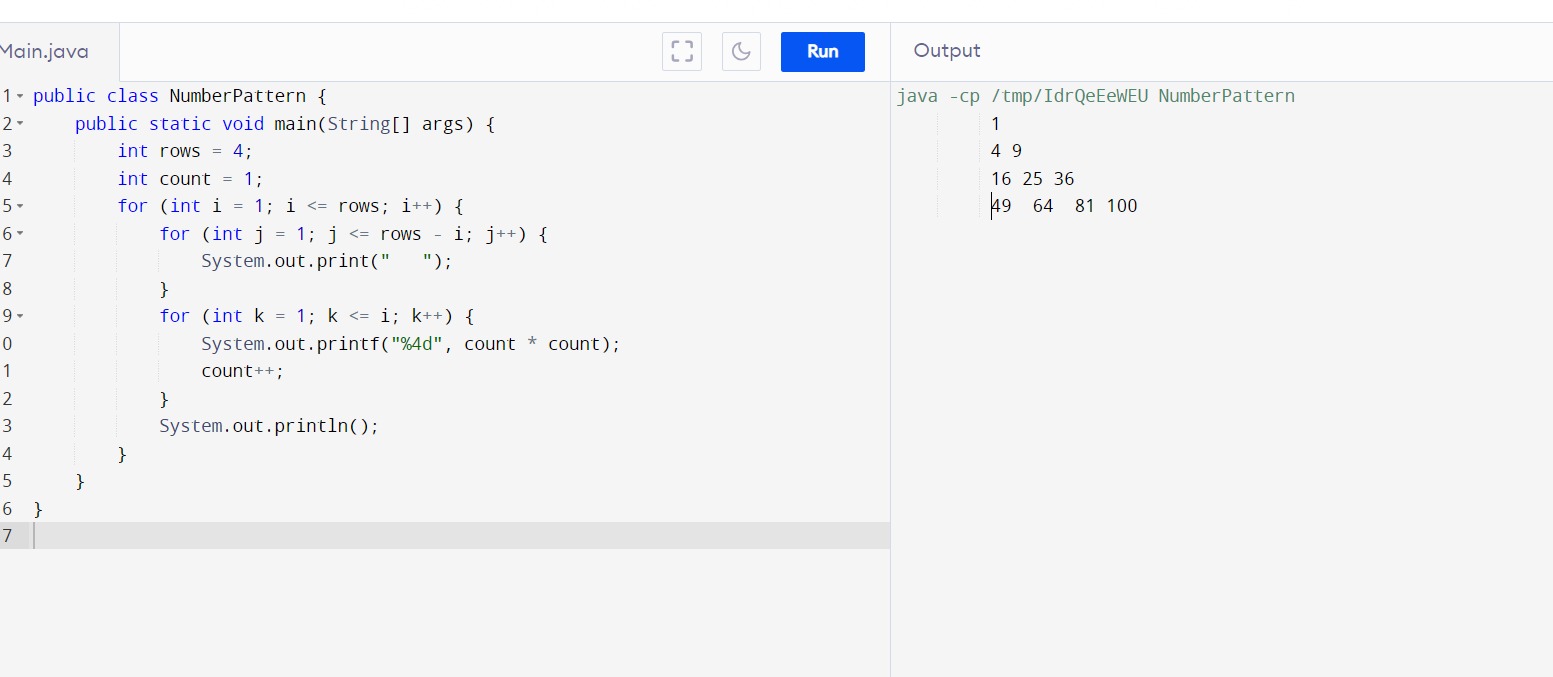 Main.java
Run
Output
1 public class NumberPattern {
2     public static void main(String[] args) {
3         int rows = 4;
4         int count = 1;
5         for (int i = 1; i <= rows; i++) {
6             for (int j = 1; j <= rows - i; j++) {
7                 System.out.print("   ");
8             }
9             for (int k = 1; k <= i; k++) {
0                 System.out.printf("%4d", count * count);
1                 count++;
2             }
3             System.out.println();
4         }
5     }
6 }
7
java -cp /tmp/IdrQeEeWEU NumberPattern
1
4 9
16 25 36
49  64  81 100